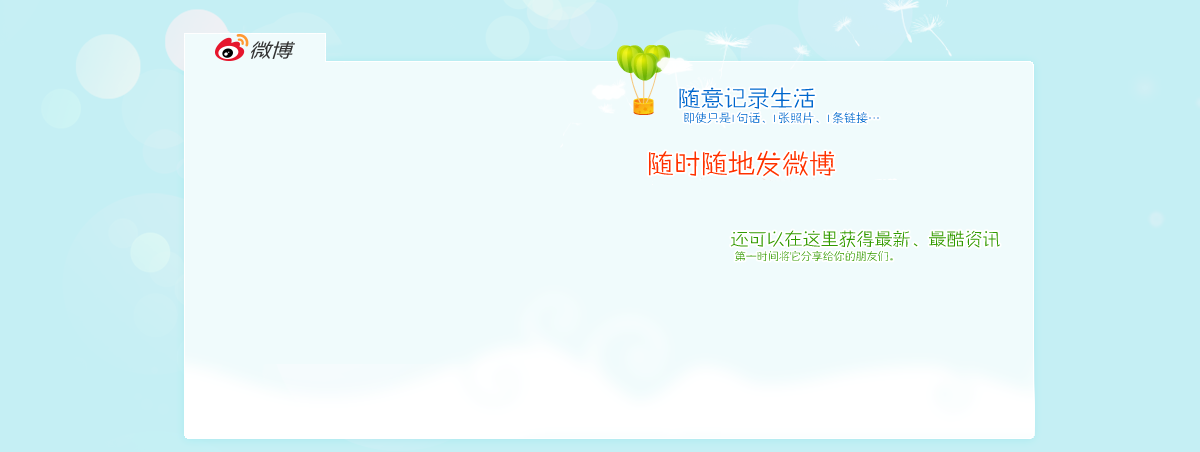 微博
随意记录生活
即使只是1句话、1张照片、1条链接…
随时随地发微博
还可以在这里获得最新、最酷资讯
第一时间将它分享给你的朋友们。